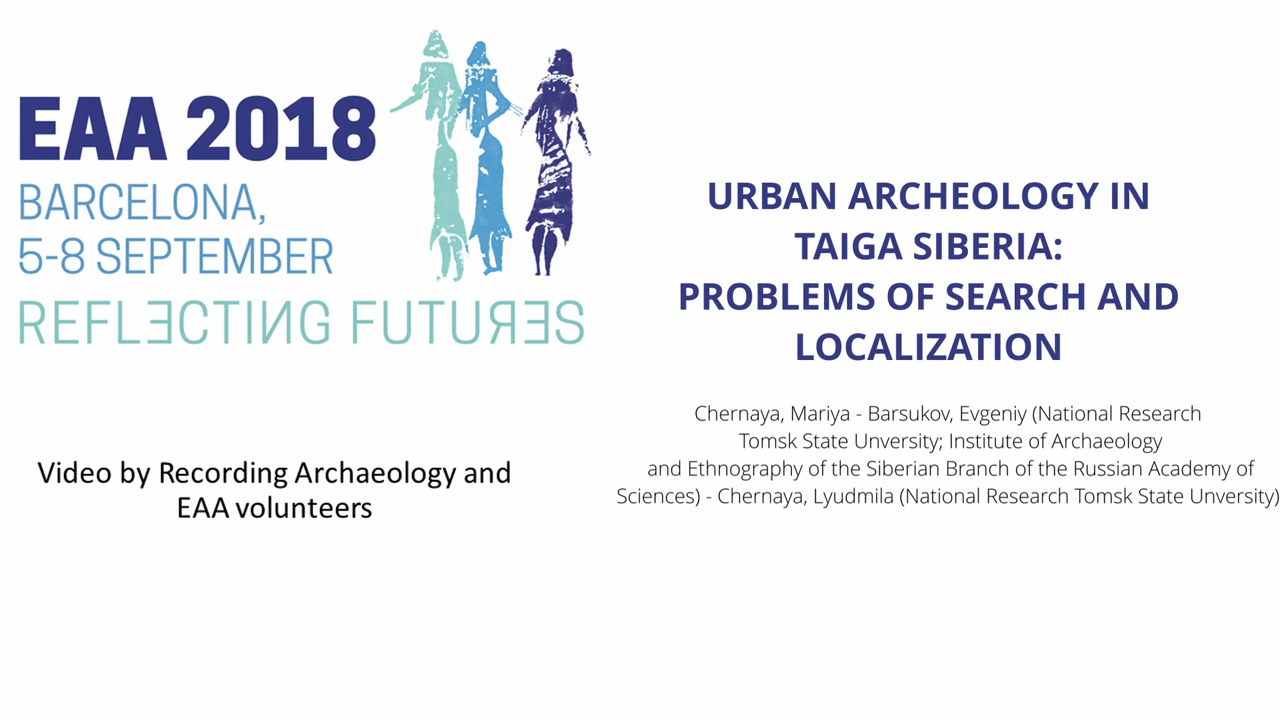 EAA 2018
BARCELONA,
5-8 SEPTEMBER
REFLECTING FUTURES
Video by Recording Archaeology and
EAA volunteers
URBAN ARCHEOLOGY IN
TAIGA SIBERIA:
PROBLEMS OF SEARCH AND
LOCALIZATION
Chernaya, Mariya - Barsukov, Evgeniy (National Research
Tomsk State Unversity; Institute of Archaeology
and Ethnography of the Siberian Branch of the Russian Academy of
Sciences) - Chernaya, Lyudmila (National Research Tomsk State Unversity)